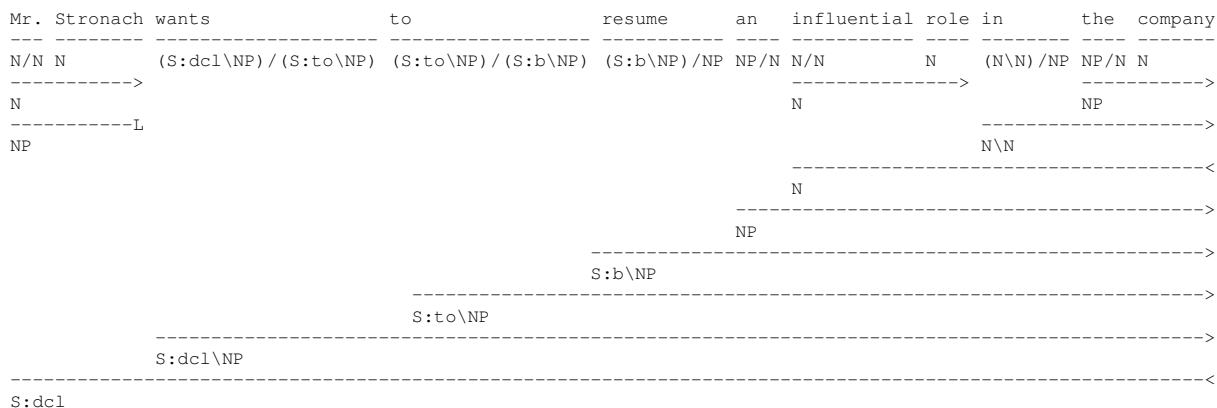 Mr. Stronach wants to resume an influential role in the company
--- -------- -------------------- ------------------ ----------- ---- ----------- ---- -------- ---- -------
N/N N (S:dcl\NP)/(S:to\NP) (S:to\NP)/(S:b\NP) (S:b\NP)/NP NP/N N/N N (N\N)/NP NP/N N
-----------> ---------------> ----------->
N N NP
-----------L -------------------->
NP N\N
-------------------------------------<
N
------------------------------------------>
NP
------------------------------------------------------->
S:b\NP
----------------------------------------------------------------------->
S:to\NP
---------------------------------------------------------------------------------------------->
S:dcl\NP
-----------------------------------------------------------------------------------------------------------<
S:dcl